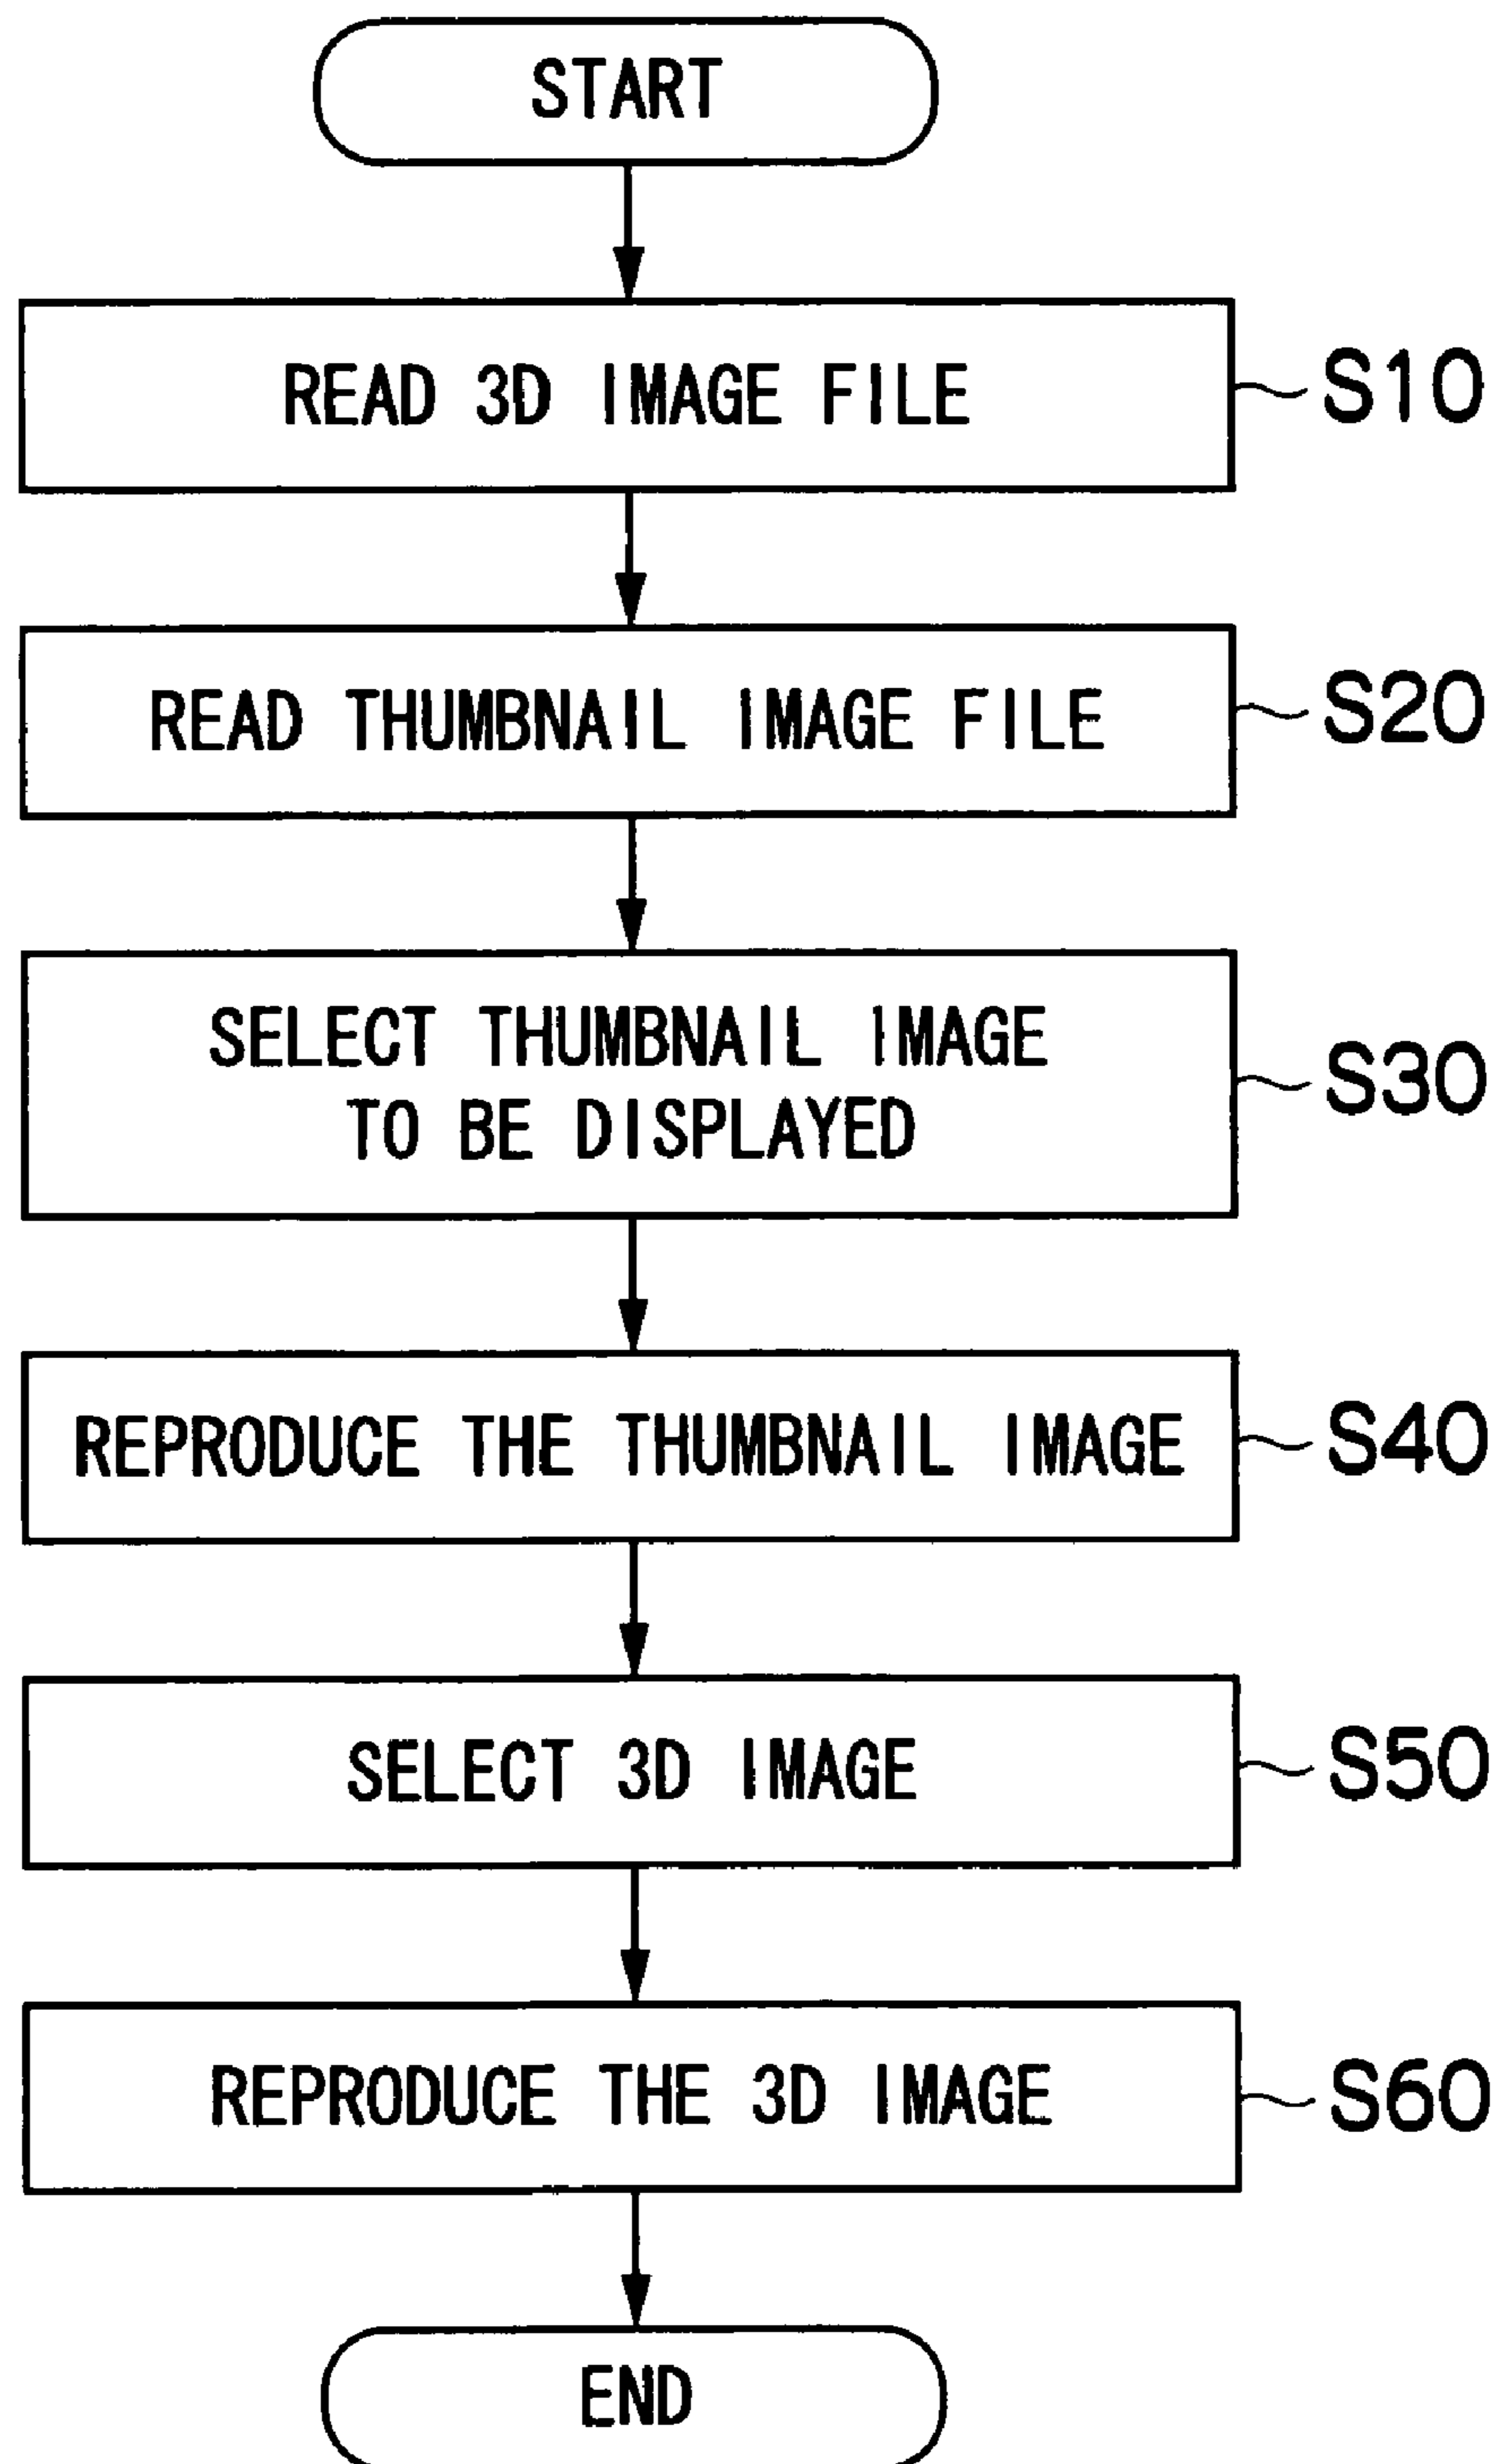 START
READ 3D IMAGE FILE
S10
READ THUMBNAIL IMAGE FILE
S20
SELECT THUMBNAIL IMAGE
TO BE DISPLAYED
S30
REPRODUCE THE THUMBNAIL IMAGE
S40
SELECT 3D IMAGE
S50
REPRODUCE THE 3D IMAGE
S60
END